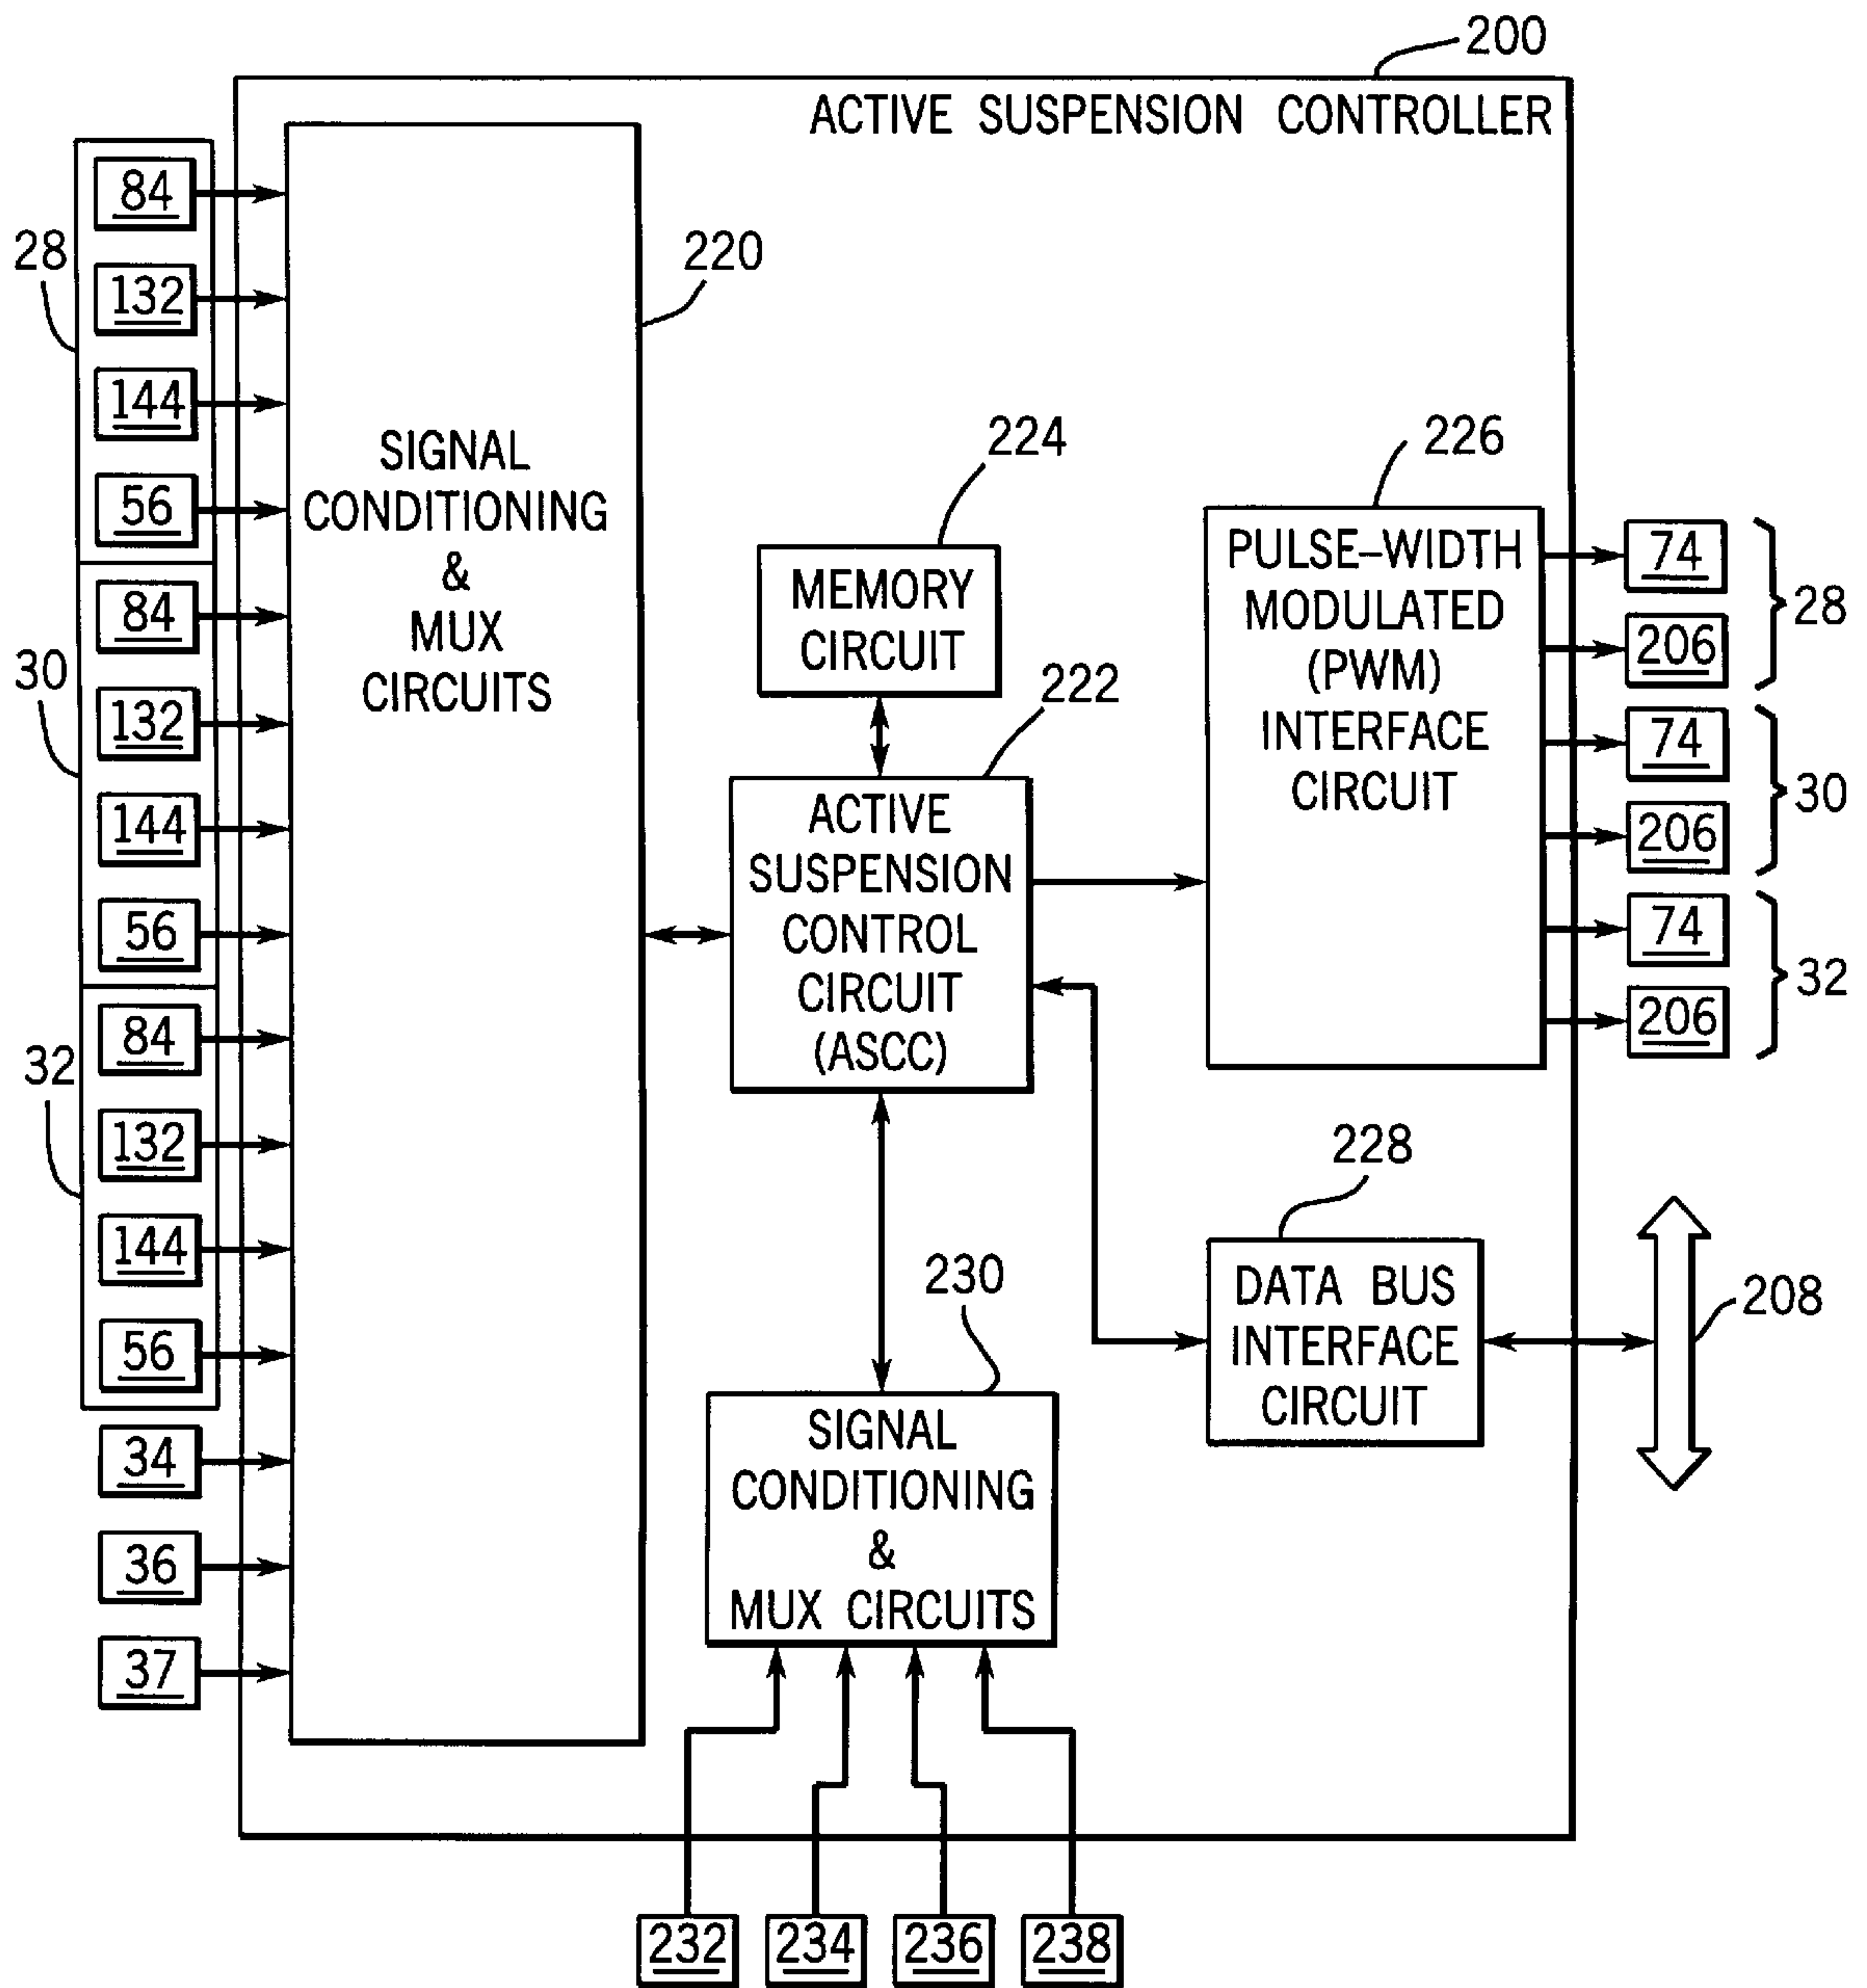 200
ACTIVE SUSPENSION CONTROLLER
28
84
132
144
56
30
84
132
144
56
32
84
132
144
56
34
36
37
220
SIGNAL
CONDITIONING
&
MUX
CIRCUITS
224
MEMORY
CIRCUIT
222
ACTIVE
SUSPENSION
CONTROL
CIRCUIT
(ASCC)
226
PULSE-WIDTH
MODULATED
(PWM)
INTERFACE
CIRCUIT
74
206
28
74
206
30
74
206
32
228
DATA BUS
INTERFACE
CIRCUIT
208
230
SIGNAL
CONDITIONING
&
MUX CIRCUITS
232
234
236
238